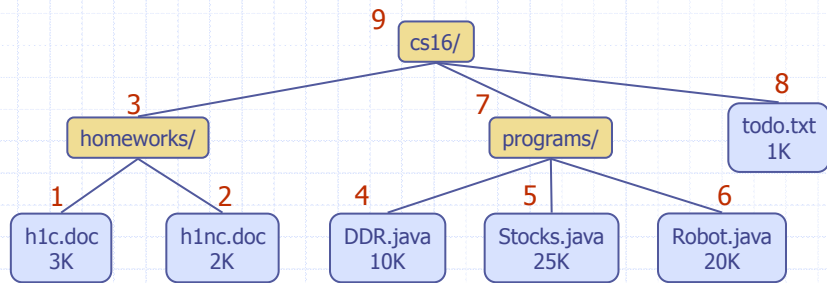 9
cs16/
3
homeworks/
7
programs/
8
todo.txt
1K
1
h1c.doc
3K
2
h1nc.doc
2K
4
DDR.java
10K
5
Stocks.java
25K
6
Robot.java
20K